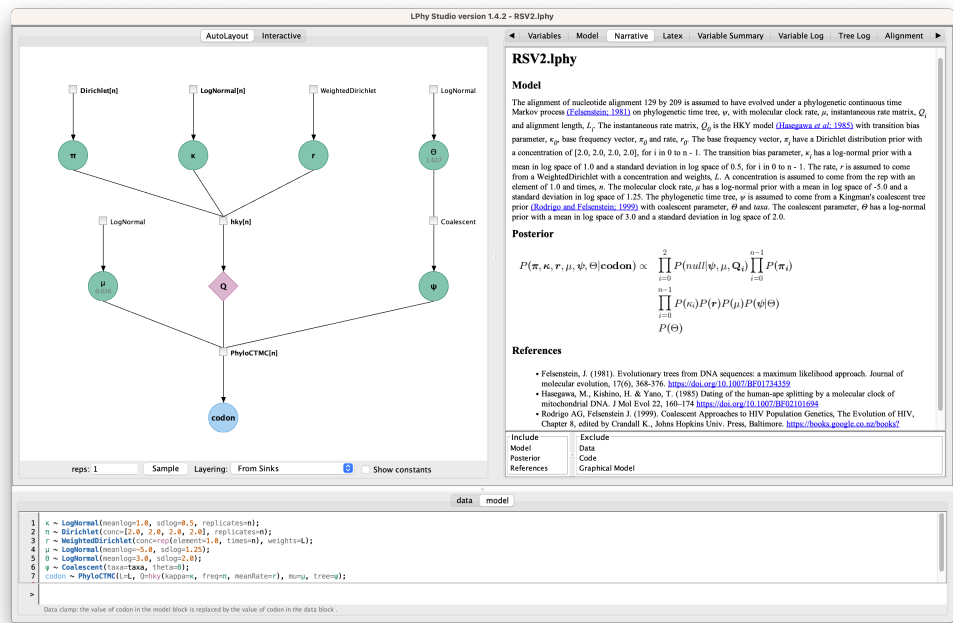 LPhy Studio version 1.4.2 - RSV2.lphy
AutoLayout Interactive
Dirichlet[n] LogNormal[n] WeightedDirichlet LogNormal
π κ r Θ
1.617
LogNormal hky[n] Coalescent
μ Q ψ
0.026
PhyloCTMC[n]
codon
reps: 1 Sample Layering: From Sinks Show constants
Variables Model Narrative Latex Variable Summary Variable Log Tree Log Alignment
RSV2.lphy
Model
The alignment of nucleotide alignment 129 by 209 is assumed to have evolved under a phylogenetic continuous time
Markov process (Felsenstein; 1981) on phylogenetic time tree, ψ, with molecular clock rate, μ, instantaneous rate matrix, Qi
and alignment length, Li. The instantaneous rate matrix, Q0 is the HKY model (Hasegawa et al; 1985) with transition bias
parameter, κ0, base frequency vector, π0 and rate, r0. The base frequency vector, πi have a Dirichlet distribution prior with
a concentration of [2.0, 2.0, 2.0, 2.0], for i in 0 to n - 1. The transition bias parameter, κi has a log-normal prior with a
mean in log space of 1.0 and a standard deviation in log space of 0.5, for i in 0 to n - 1. The rate, r is assumed to come
from a WeightedDirichlet with a concentration and weights, L. A concentration is assumed to come from the rep with an
element of 1.0 and times, n. The molecular clock rate, μ has a log-normal prior with a mean in log space of -5.0 and a
standard deviation in log space of 1.25. The phylogenetic time tree, ψ is assumed to come from a Kingman's coalescent tree
prior (Rodrigo and Felsenstein; 1999) with coalescent parameter, Θ and taxa. The coalescent parameter, Θ has a log-normal
prior with a mean in log space of 3.0 and a standard deviation in log space of 2.0.
Posterior
2 n−1
P(π, κ, r, μ, ψ, Θ|codon) ∝ ∏ P(null|ψ, μ, Qi) ∏ P(πi)
i=0 i=0
n−1
∏ P(κi)P(r)P(μ)P(ψ|Θ)
i=0
P(Θ)
References
• Felsenstein, J. (1981). Evolutionary trees from DNA sequences: a maximum likelihood approach. Journal of
molecular evolution, 17(6), 368-376. https://doi.org/10.1007/BF01734359
• Hasegawa, M., Kishino, H. & Yano, T. (1985) Dating of the human-ape splitting by a molecular clock of
mitochondrial DNA. J Mol Evol 22, 160–174 https://doi.org/10.1007/BF02101694
• Rodrigo AG, Felsenstein J (1999). Coalescent Approaches to HIV Population Genetics, The Evolution of HIV,
Chapter 8, edited by Crandall K., Johns Hopkins Univ. Press, Baltimore. https://books.google.co.nz/books?
Include Exclude
Model Data
Posterior Code
References Graphical Model
data model
1 κ ~ LogNormal(meanlog=1.0, sdlog=0.5, replicates=n);
2 π ~ Dirichlet(conc=[2.0, 2.0, 2.0, 2.0], replicates=n);
3 r ~ WeightedDirichlet(conc=rep(element=1.0, times=n), weights=L);
4 μ ~ LogNormal(meanlog=-5.0, sdlog=1.25);
5 Θ ~ LogNormal(meanlog=3.0, sdlog=2.0);
6 ψ ~ Coalescent(taxa=taxa, theta=Θ);
7 codon ~ PhyloCTMC(L=L, Q=hky(kappa=κ, freq=π, meanRate=r), mu=μ, tree=ψ);
>
Data clamp: the value of codon in the model block is replaced by the value of codon in the data block .